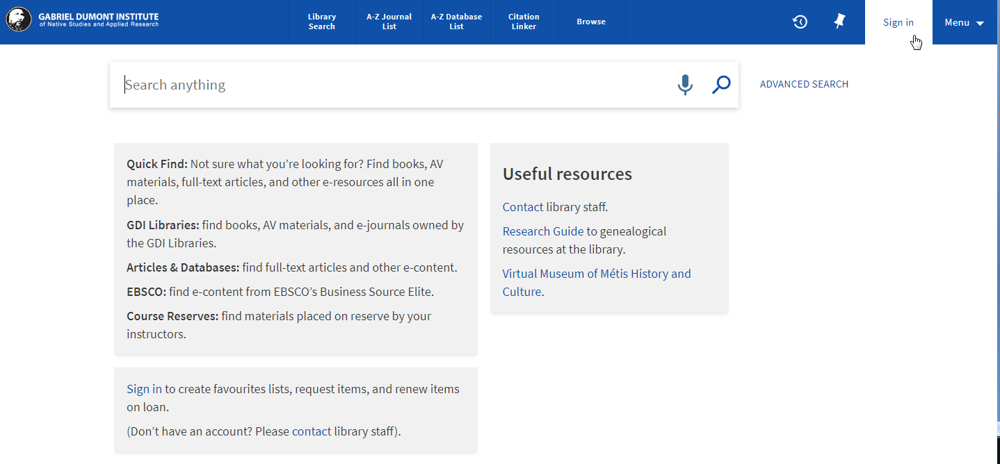 GABRIEL DUMONT INSTITUTE
of Native Studies and Applied Research
Library
Search
A-Z Journal
List
A-Z Database
List
Citation
Linker
Browse
Sign in
Menu
Search anything
ADVANCED SEARCH
Quick Find: Not sure what you’re looking for? Find books, AV
materials, full-text articles, and other e-resources all in one
place.
GDI Libraries: find books, AV materials, and e-journals owned by
the GDI Libraries.
Articles & Databases: find full-text articles and other e-content.
EBSCO: find e-content from EBSCO’s Business Source Elite.
Course Reserves: find materials placed on reserve by your
instructors.
Useful resources
Contact library staff.
Research Guide to genealogical
resources at the library.
Virtual Museum of Métis History and
Culture.
Sign in to create favourites lists, request items, and renew items
on loan.
(Don’t have an account? Please contact library staff).